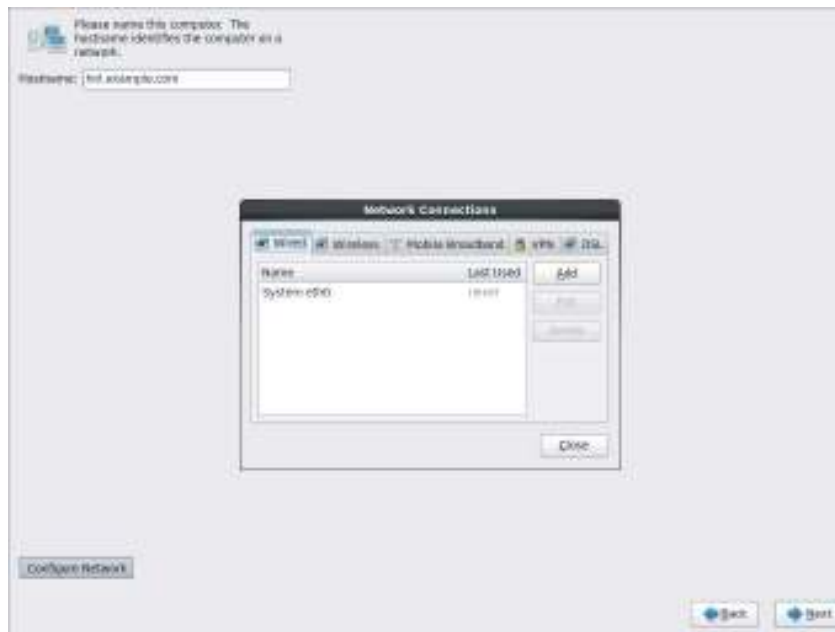 Please name this computer. The
hostname identifies the computer on a
network.
Hostname:
Network Connections
Wired Wireless Mobile Broadband VPN DSL
Name Last Used Add
System eth0 never Edit...
Delete...
Close
Configure Network
Back Next